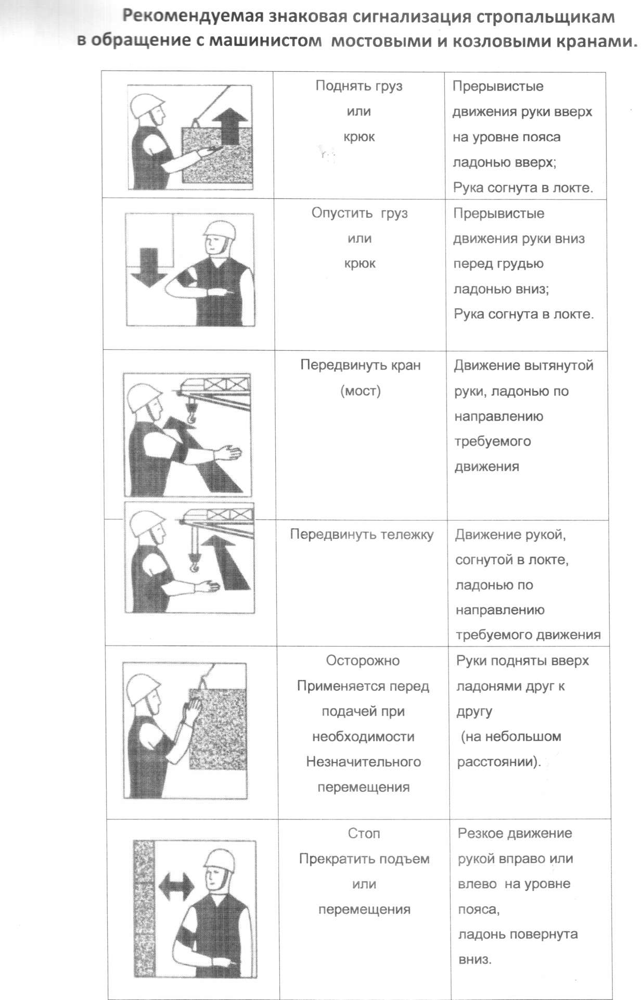 Рекомендуемая знаковая сигнализация стропальщикам
в обращение с машинистом мостовыми и козловыми кранами.
Поднять груз
или
крюк
Прерывистые
движения руки вверх
на уровне пояса
ладонью вверх;
Рука согнута в локте.
Опустить груз
или
крюк
Прерывистые
движения руки вниз
перед грудью
ладонью вниз;
Рука согнута в локте.
Передвинуть кран
(мост)
Движение вытянутой
руки, ладонью по
направлению
требуемого
движения
Передвинуть тележку
Движение рукой,
согнутой в локте,
ладонью по
направлению
требуемого движения
Осторожно
Применяется перед
подачей при
необходимости
Незначительного
перемещения
Руки подняты вверх
ладонями друг к
другу
(на небольшом
расстоянии).
Стоп
Прекратить подъем
или
перемещения
Резкое движение
рукой вправо или
влево на уровне
пояса,
ладонь повернута
вниз.